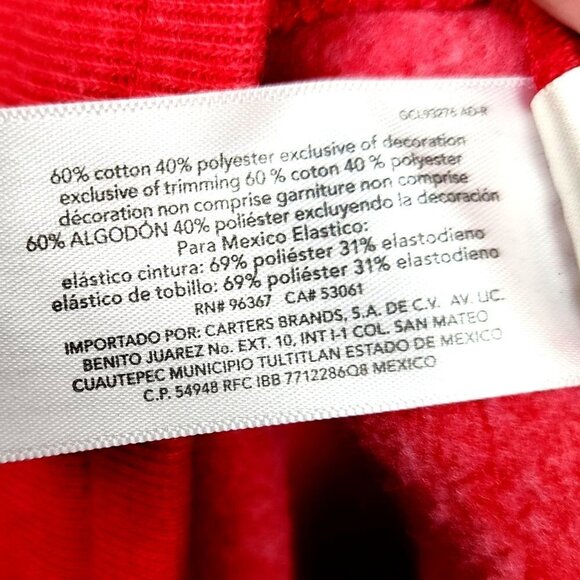 GCL93276 AD-R
60% cotton 40% polyester exclusive of decoration
exclusive of trimming 60 % coton 40 % polyester
décoration non comprise garniture non comprise
60% ALGODÓN 40% poliéster excluyendo la decoración
Para Mexico Elastico:
elástico cintura: 69% poliéster 31% elastodieno
elástico de tobillo: 69% poliéster 31% elastodieno
RN# 96367 CA# 53061
IMPORTADO POR: CARTERS BRANDS, S.A. DE C.V. AV. LIC.
BENITO JUAREZ No. EXT. 10, INT I-1 COL. SAN MATEO
CUAUTEPEC MUNICIPIO TULTITLAN ESTADO DE MEXICO
C.P. 54948 RFC IBB 7712286Q8 MEXICO